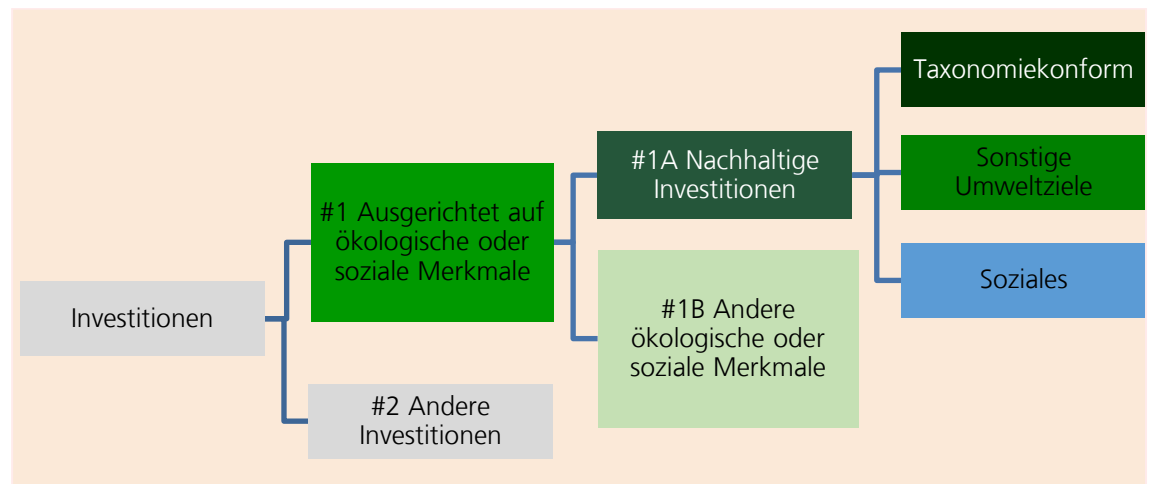 Investitionen
#1 Ausgerichtet auf
ökologische oder
soziale Merkmale
#2 Andere
Investitionen
#1A Nachhaltige
Investitionen
#1B Andere
ökologische oder
soziale Merkmale
Taxonomiekonform
Sonstige
Umweltziele
Soziales